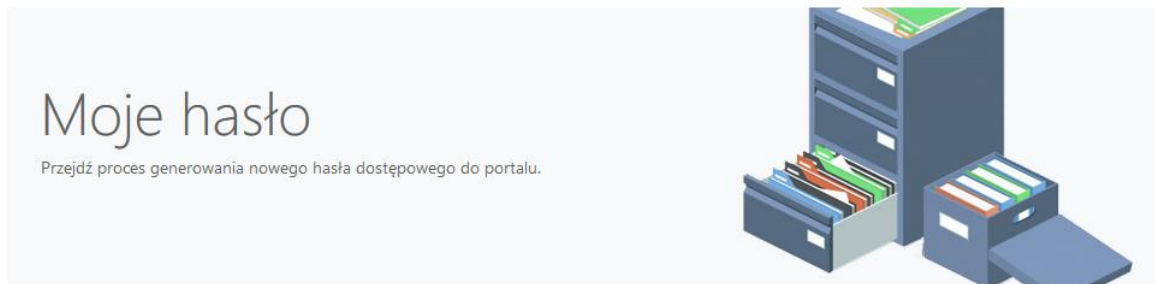 Moje hasło
Przejdź proces generowania nowego hasła dostępowego do portalu.